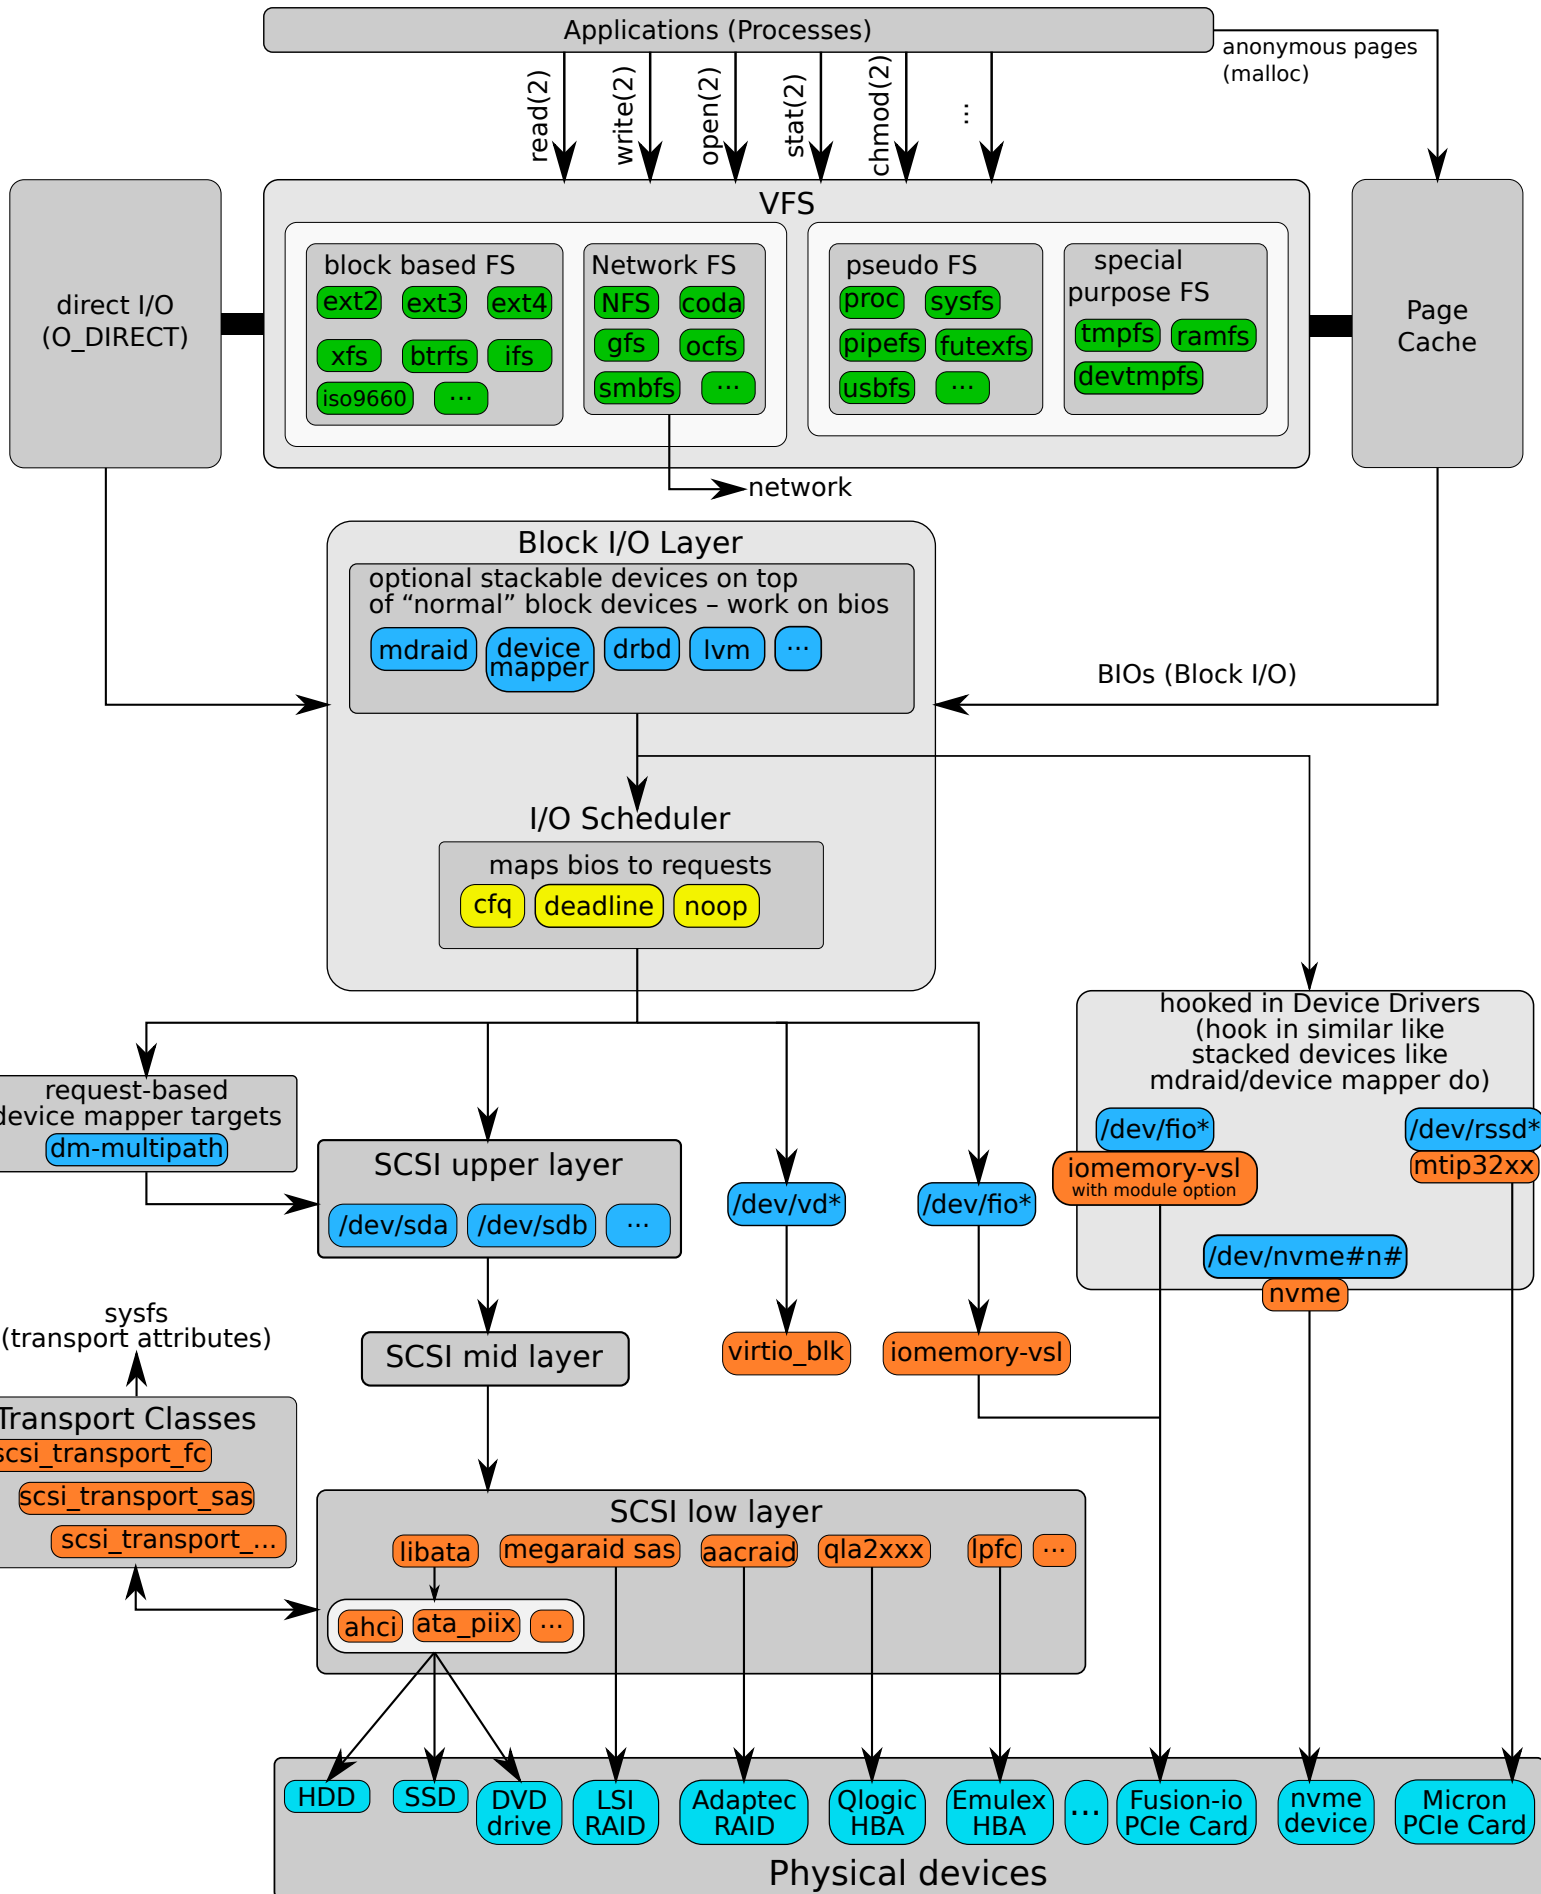 Applications (Processes)
anonymous pages
(malloc)
read(2)
write(2)
open(2)
stat(2)
chmod(2)
...
VFS
direct I/O
(O_DIRECT)
block based FS
ext2 ext3 ext4
xfs btrfs ifs
iso9660 ...
Network FS
NFS coda
gfs ocfs
smbfs ...
pseudo FS
proc sysfs
pipefs futexfs
usbfs ...
special
purpose FS
tmpfs ramfs
devtmpfs
Page
Cache
network
Block I/O Layer
optional stackable devices on top
of “normal” block devices – work on bios
mdraid
device
mapper
drbd lvm ...
BIOs (Block I/O)
I/O Scheduler
maps bios to requests
cfq deadline noop
hooked in Device Drivers
(hook in similar like
stacked devices like
mdraid/device mapper do)
/dev/fio*
iomemory-vsl
with module option
/dev/rssd*
mtip32xx
/dev/nvme#n#
nvme
request-based
device mapper targets
dm-multipath
SCSI upper layer
/dev/sda /dev/sdb ...
/dev/vd*
/dev/fio*
sysfs
(transport attributes)
SCSI mid layer
virtio_blk
iomemory-vsl
Transport Classes
scsi_transport_fc
scsi_transport_sas
scsi_transport_...
SCSI low layer
libata megaraid sas aacraid qla2xxx lpfc ...
ahci ata_piix ...
HDD
SSD
DVD
drive
LSI
RAID
Adaptec
RAID
Qlogic
HBA
Emulex
HBA
...
Fusion-io
PCIe Card
nvme
device
Micron
PCIe Card
Physical devices